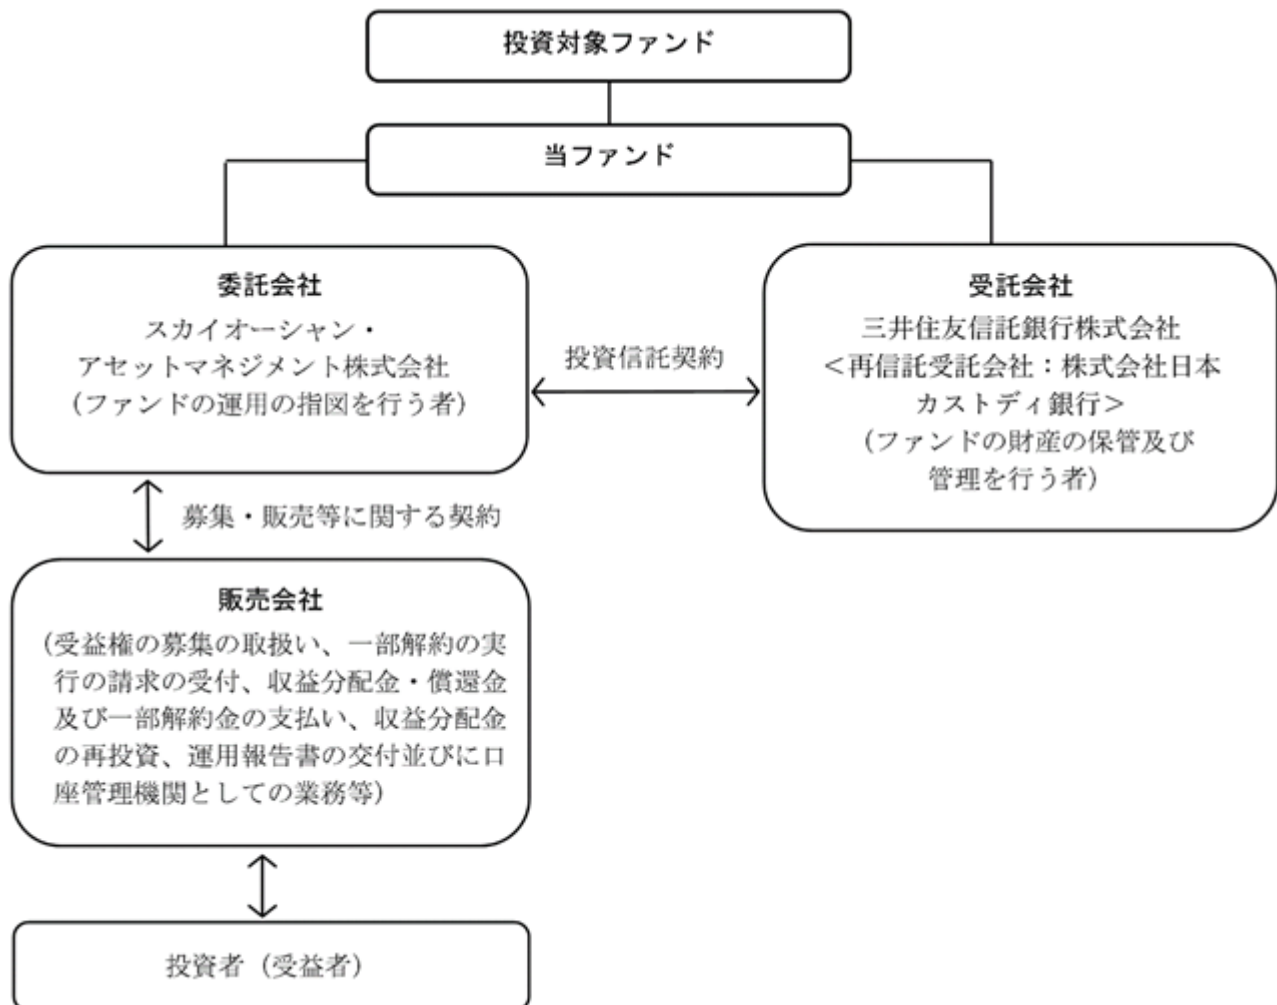 投資対象ファンド
当ファンド
委託会社
スカイオーシャン・
アセットマネジメント株式会社
（ファンドの運用の指図を行う者）
投資信託契約
受託会社
三井住友信託銀行株式会社
＜再信託受託会社：株式会社日本
カストディ銀行＞
（ファンドの財産の保管及び
管理を行う者）
募集・販売等に関する契約
販売会社
（受益権の募集の取扱い、一部解約の実
行の請求の受付、収益分配金・償還金
及び一部解約金の支払い、収益分配金
の再投資、運用報告書の交付並びに口
座管理機関としての業務等）
投資者（受益者）